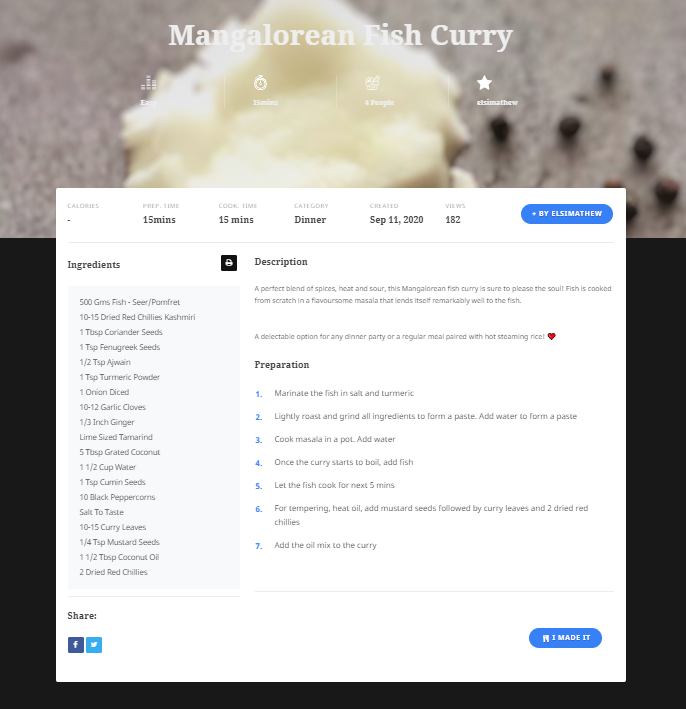 Mangalorean Fish Curry
Easy
15mins
4 People
elsimathew
CALORIES
-
PREP. TIME
15mins
COOK. TIME
15 mins
CATEGORY
Dinner
CREATED
Sep 11, 2020
VIEWS
182
+ BY ELSIMATHEW
Ingredients
500 Gms Fish - Seer/Pomfret
10-15 Dried Red Chillies Kashmiri
1 Tbsp Coriander Seeds
1 Tsp Fenugreek Seeds
1/2 Tsp Ajwain
1 Tsp Turmeric Powder
1 Onion Diced
10-12 Garlic Cloves
1/3 Inch Ginger
Lime Sized Tamarind
5 Tbsp Grated Coconut
1 1/2 Cup Water
1 Tsp Cumin Seeds
10 Black Peppercorns
Salt To Taste
10-15 Curry Leaves
1/4 Tsp Mustard Seeds
1 1/2 Tbsp Coconut Oil
2 Dried Red Chillies
Share:
Description
A perfect blend of spices, heat and sour, this Mangalorean fish curry is sure to please the soul! Fish is cooked
from scratch in a flavoursome masala that lends itself remarkably well to the fish.
A delectable option for any dinner party or a regular meal paired with hot steaming rice! ❤
Preparation
1. Marinate the fish in salt and turmeric
2. Lightly roast and grind all ingredients to form a paste. Add water to form a paste
3. Cook masala in a pot. Add water
4. Once the curry starts to boil, add fish
5. Let the fish cook for next 5 mins
6. For tempering, heat oil, add mustard seeds followed by curry leaves and 2 dried red
chillies
7. Add the oil mix to the curry
I MADE IT